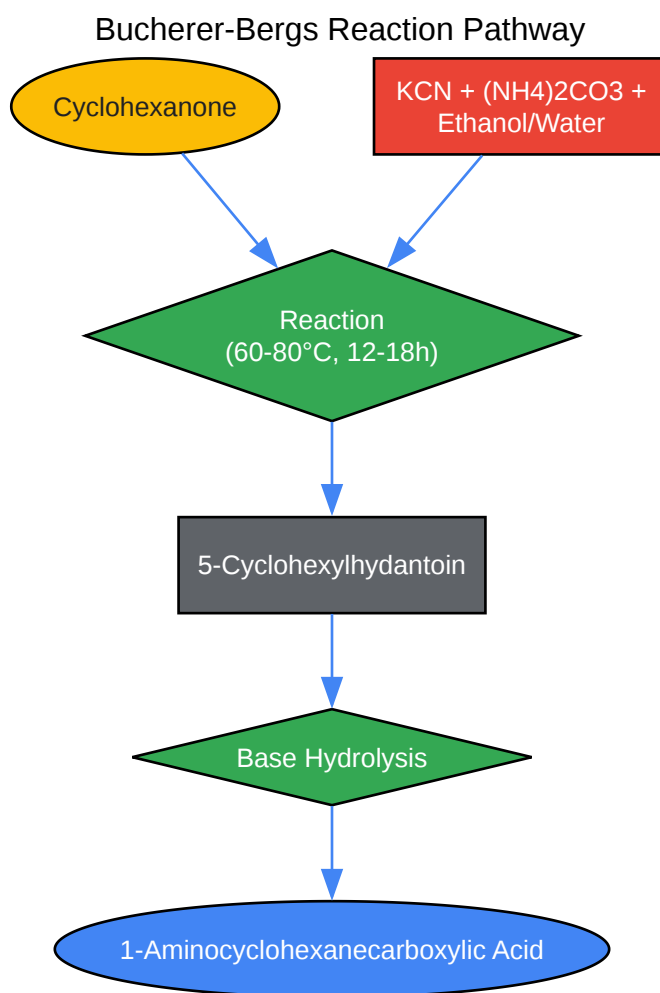 Bucherer-Bergs Reaction Pathway
Cyclohexanone
KCN + (NH4)2CO3 +
Ethanol/Water
Reaction
(60-80°C, 12-18h)
5-Cyclohexylhydantoin
Base Hydrolysis
1-Aminocyclohexanecarboxylic Acid